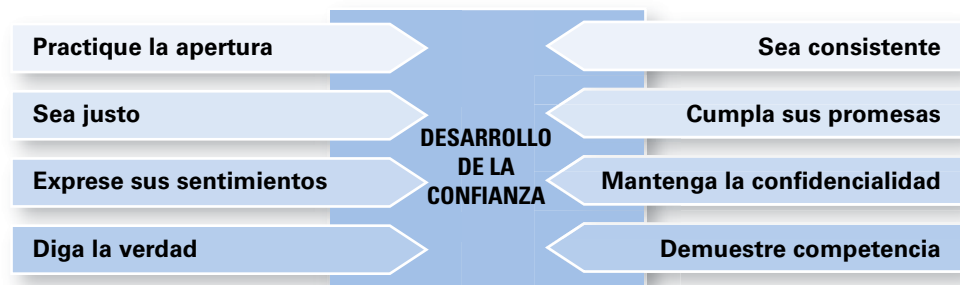 Practique la apertura
Sea justo
Exprese sus sentimientos
Diga la verdad
DESARROLLO
DE LA
CONFIANZA
Sea consistente
Cumpla sus promesas
Mantenga la confidencialidad
Demuestre competencia